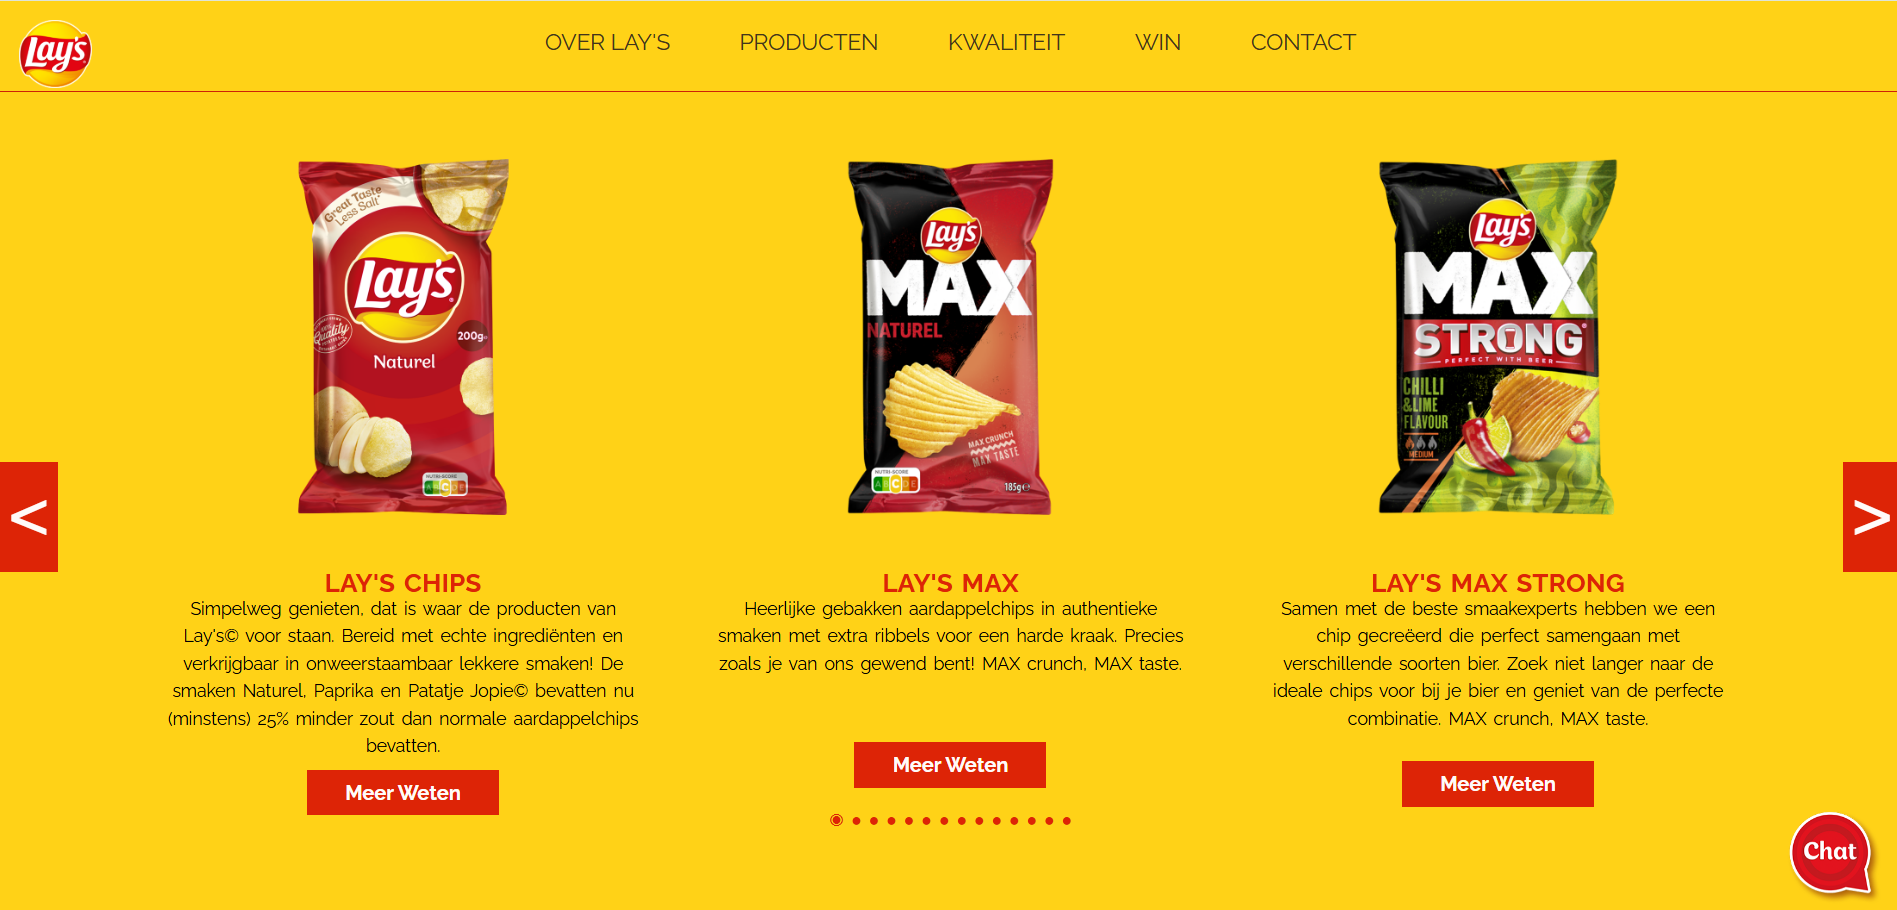 Lay's
OVER LAY'S
PRODUCTEN
KWALITEIT
WIN
CONTACT
Great Taste
Less Salt*
Lay's
Quality
200g
Naturel
NUTRI-SCORE
A B C D E
Lay's
MAX
NATUREL
MAX CRUNCH
MAX TASTE
NUTRI-SCORE
A B C D E
185g e
Lay's
MAX
STRONG
PERFECT WITH BEER
CHILLI
&LIME
FLAVOUR
MEDIUM
<
>
LAY'S CHIPS
Simpelweg genieten, dat is waar de producten van
Lay's© voor staan. Bereid met echte ingrediënten en
verkrijgbaar in onweerstaambaar lekkere smaken! De
smaken Naturel, Paprika en Patatje Jopie© bevatten nu
(minstens) 25% minder zout dan normale aardappelchips
bevatten.
Meer Weten
LAY'S MAX
Heerlijke gebakken aardappelchips in authentieke
smaken met extra ribbels voor een harde kraak. Precies
zoals je van ons gewend bent! MAX crunch, MAX taste.
Meer Weten
LAY'S MAX STRONG
Samen met de beste smaakexperts hebben we een
chip gecreëerd die perfect samengaan met
verschillende soorten bier. Zoek niet langer naar de
ideale chips voor bij je bier en geniet van de perfecte
combinatie. MAX crunch, MAX taste.
Meer Weten
Chat